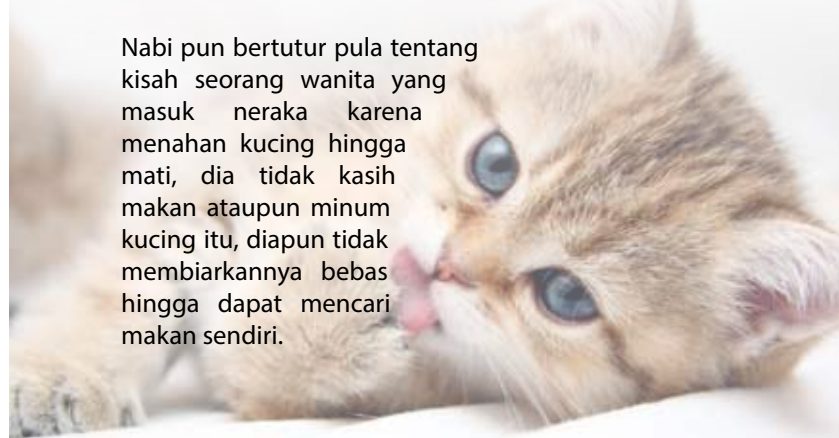 Nabi pun bertutur pula tentang
kisah seorang wanita yang
masuk neraka karena
menahan kucing hingga
mati, dia tidak kasih
makan ataupun minum
kucing itu, diapun tidak
membiarkannya bebas
hingga dapat mencari
makan sendiri.